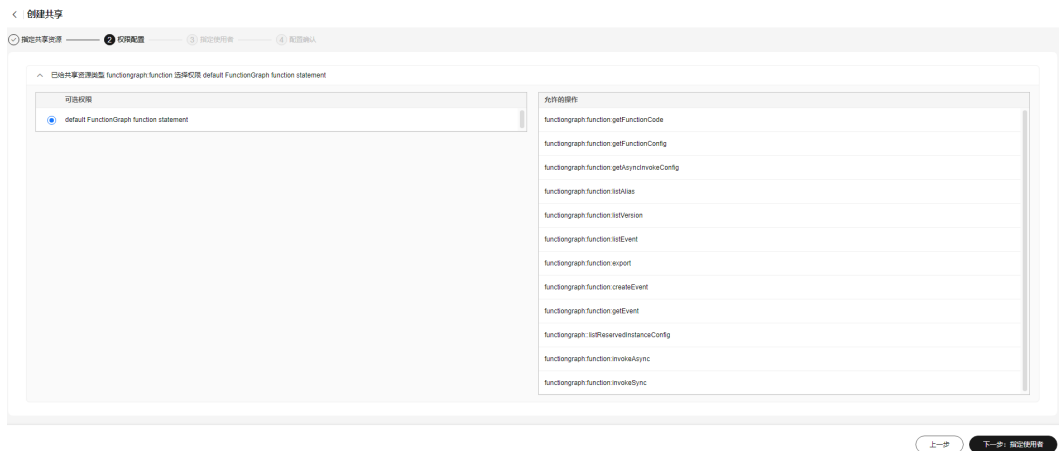 创建共享
指定共享资源 2 权限配置 3 指定使用者 4 配置确认
已给共享资源类型 functiongraph:function 选择权限 default FunctionGraph function statement
可选权限
default FunctionGraph function statement
允许的操作
functiongraph:function:getFunctionCode
functiongraph:function:getFunctionConfig
functiongraph:function:getAsyncInvokeConfig
functiongraph:function:listAlias
functiongraph:function:listVersion
functiongraph:function:listEvent
functiongraph:function:export
functiongraph:function:createEvent
functiongraph:function:getEvent
functiongraph::listReservedInstanceConfig
functiongraph:function:invokeAsync
functiongraph:function:invokeSync
上一步 下一步：指定使用者